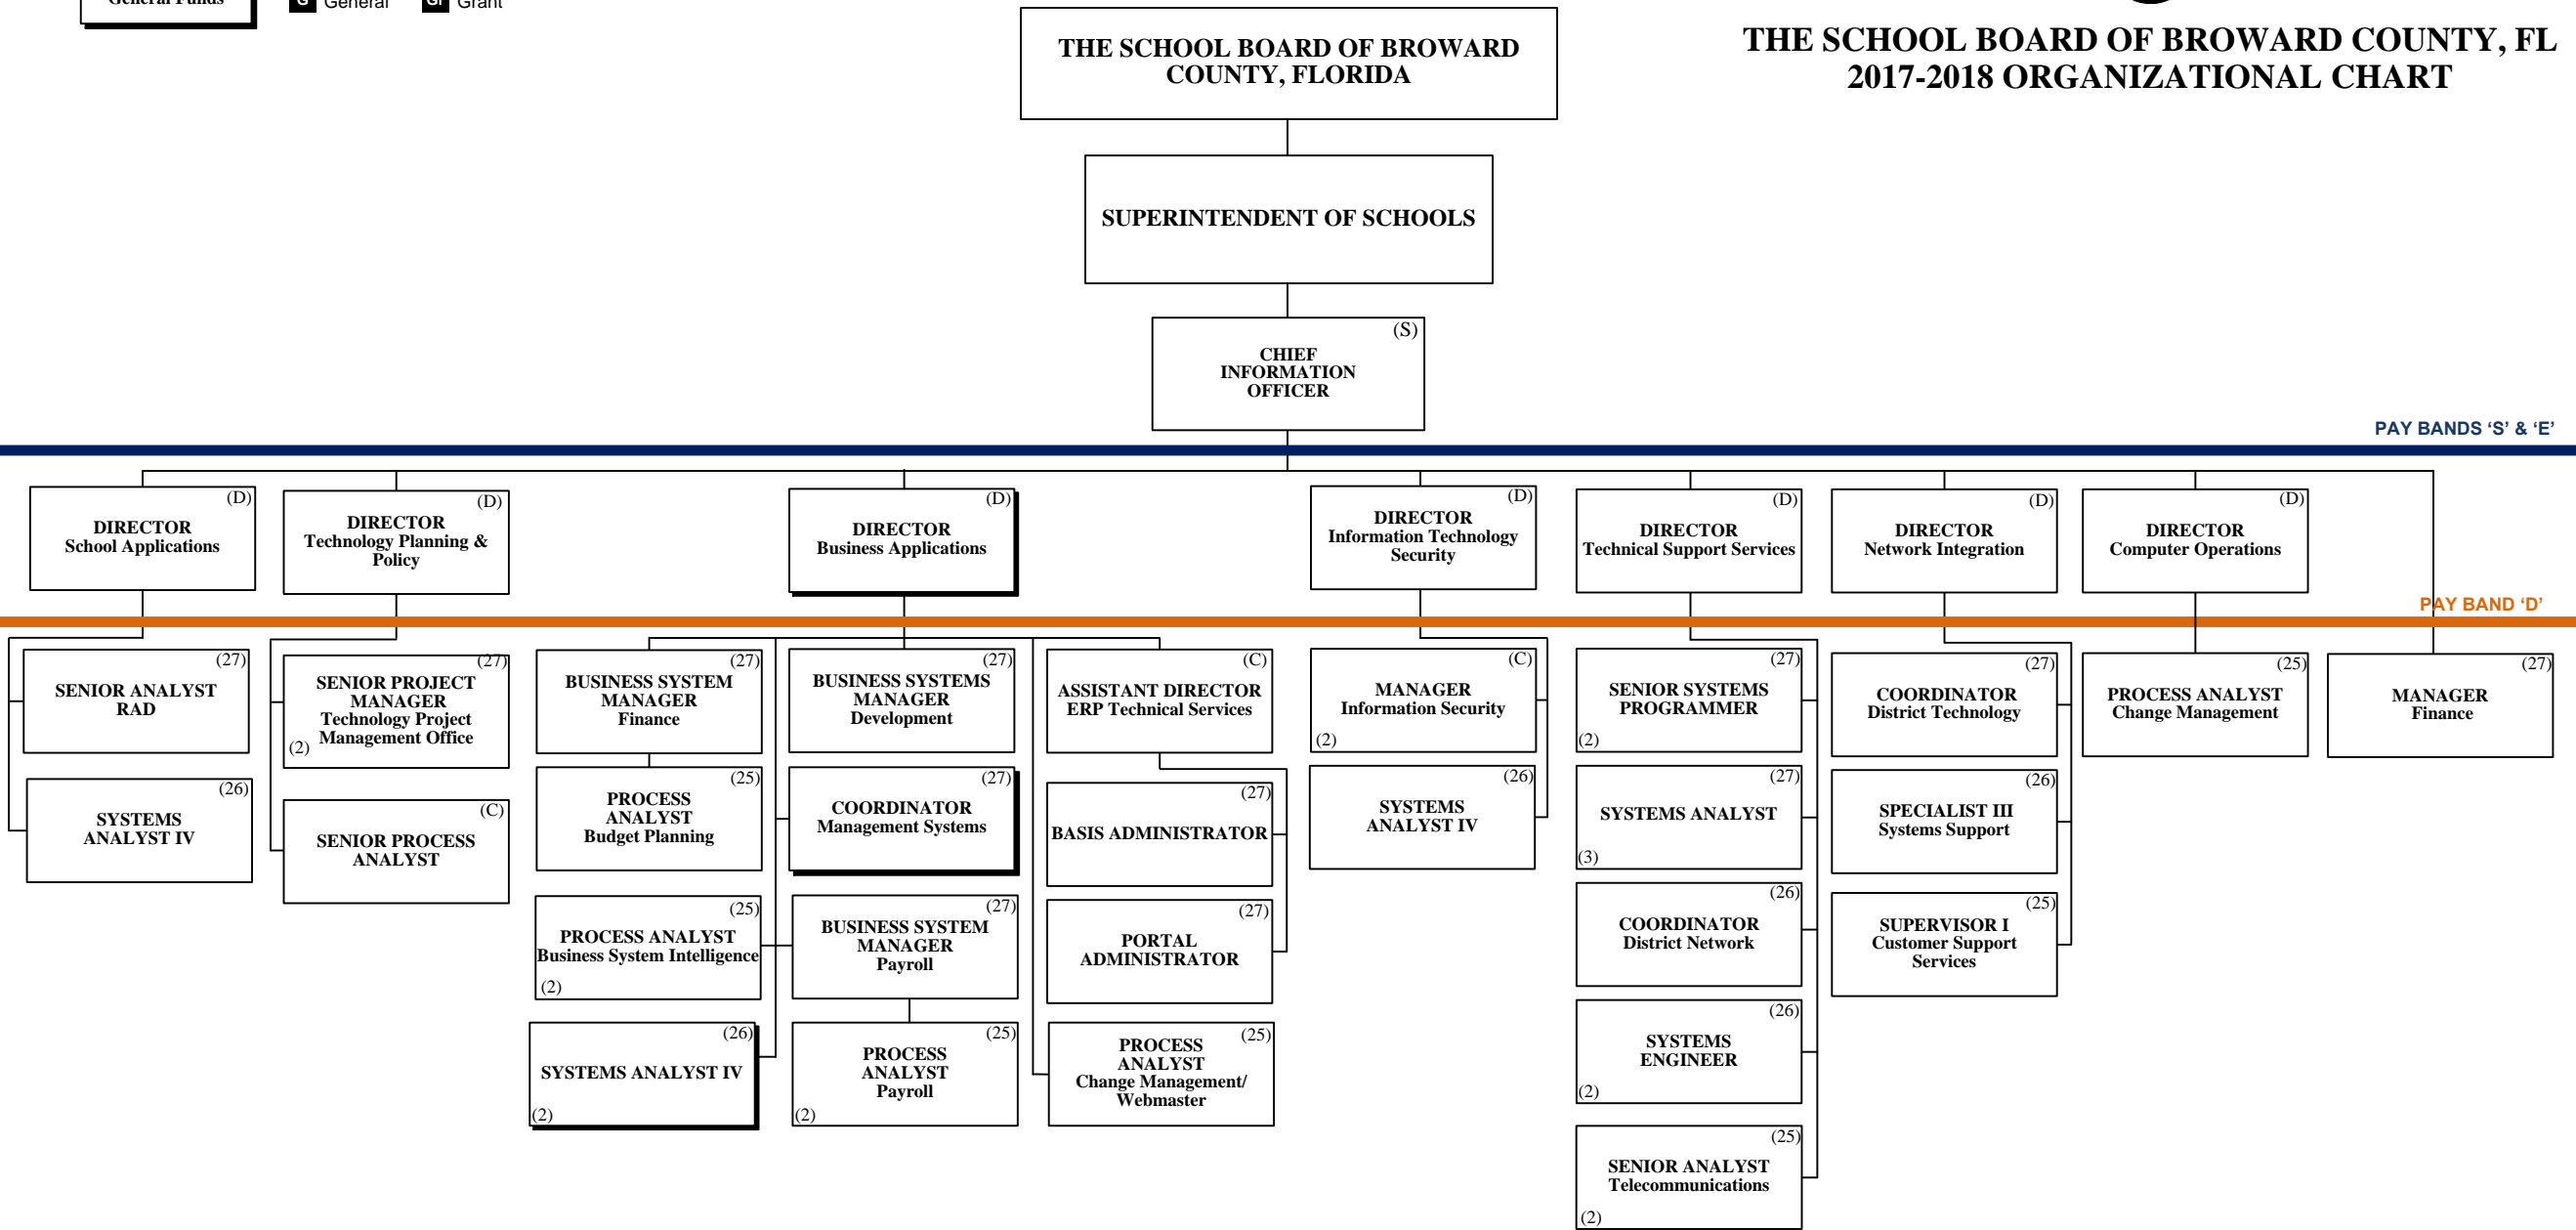 General Funds
G General
Gr Grant
THE SCHOOL BOARD OF BROWARD COUNTY, FL
2017-2018 ORGANIZATIONAL CHART
THE SCHOOL BOARD OF BROWARD
COUNTY, FLORIDA
SUPERINTENDENT OF SCHOOLS
(S)
CHIEF
INFORMATION
OFFICER
PAY BANDS ‘S’ & ‘E’
(D)
DIRECTOR
School Applications
(D)
DIRECTOR
Technology Planning &
Policy
(D)
DIRECTOR
Business Applications
(D)
DIRECTOR
Information Technology
Security
(D)
DIRECTOR
Technical Support Services
(D)
DIRECTOR
Network Integration
(D)
DIRECTOR
Computer Operations
PAY BAND ‘D’
(27)
SENIOR ANALYST
RAD
(26)
SYSTEMS
ANALYST IV
(27)
SENIOR PROJECT
MANAGER
Technology Project
Management Office
(2)
(C)
SENIOR PROCESS
ANALYST
(27)
BUSINESS SYSTEM
MANAGER
Finance
(25)
PROCESS
ANALYST
Budget Planning
(25)
PROCESS ANALYST
Business System Intelligence
(2)
(26)
SYSTEMS ANALYST IV
(2)
(27)
BUSINESS SYSTEMS
MANAGER
Development
(27)
COORDINATOR
Management Systems
(27)
BUSINESS SYSTEM
MANAGER
Payroll
(25)
PROCESS
ANALYST
Payroll
(2)
(C)
ASSISTANT DIRECTOR
ERP Technical Services
(27)
BASIS ADMINISTRATOR
(27)
PORTAL
ADMINISTRATOR
(25)
PROCESS
ANALYST
Change Management/
Webmaster
(C)
MANAGER
Information Security
(2)
(26)
SYSTEMS
ANALYST IV
(27)
SENIOR SYSTEMS
PROGRAMMER
(2)
(27)
SYSTEMS ANALYST
(3)
(26)
COORDINATOR
District Network
(26)
SYSTEMS
ENGINEER
(2)
(25)
SENIOR ANALYST
Telecommunications
(2)
(27)
COORDINATOR
District Technology
(26)
SPECIALIST III
Systems Support
(25)
SUPERVISOR I
Customer Support
Services
(25)
PROCESS ANALYST
Change Management
(27)
MANAGER
Finance